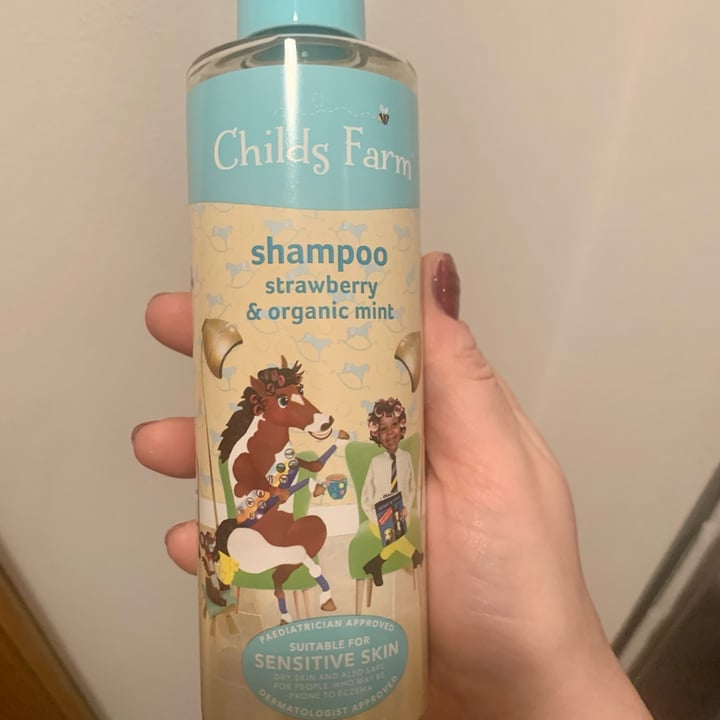 Childs Farm
shampoo
strawberry
& organic mint
PAEDIATRICIAN APPROVED
SUITABLE FOR
SENSITIVE SKIN
DRY SKIN AND ALSO SAFE
FOR PEOPLE WHO MAY BE
PRONE TO ECZEMA
DERMATOLOGIST APPROVED